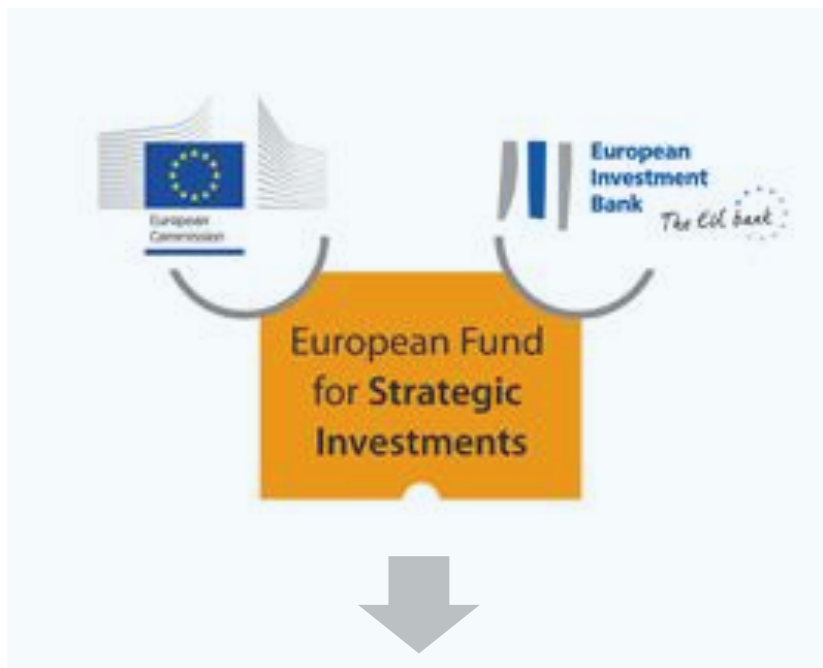 European
Commission
European
Investment
Bank
The EU bank
European Fund
for Strategic
Investments